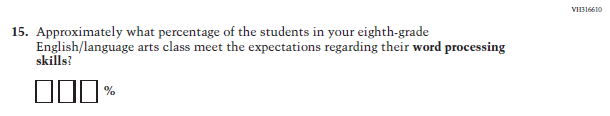 VH316610
15. Approximately what percentage of the students in your eighth-grade
English/language arts class meet the expectations regarding their word processing
skills?
%